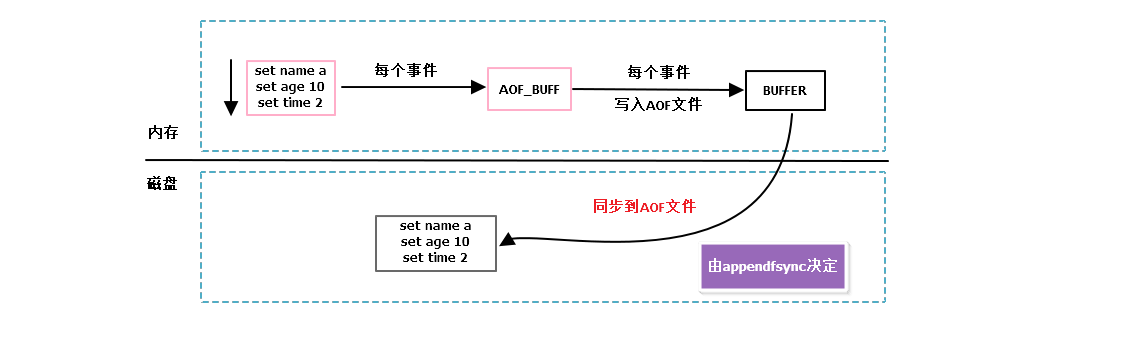 set name a
set age 10
set time 2
每个事件
AOF_BUFF
每个事件
写入AOF文件
BUFFER
内存
磁盘
同步到AOF文件
set name a
set age 10
set time 2
由appendfsync决定